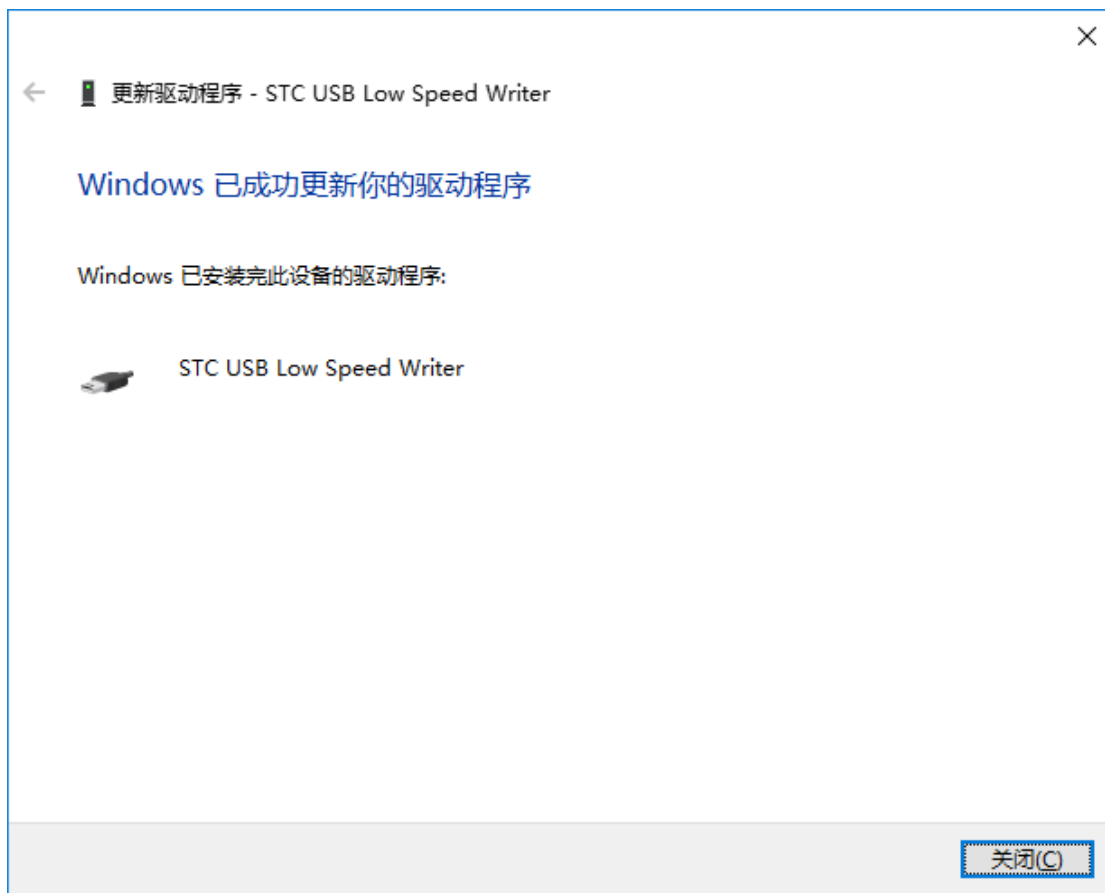 更新驱动程序 - STC USB Low Speed Writer
Windows 已成功更新你的驱动程序
Windows 已安装完此设备的驱动程序:
STC USB Low Speed Writer
关闭(C)